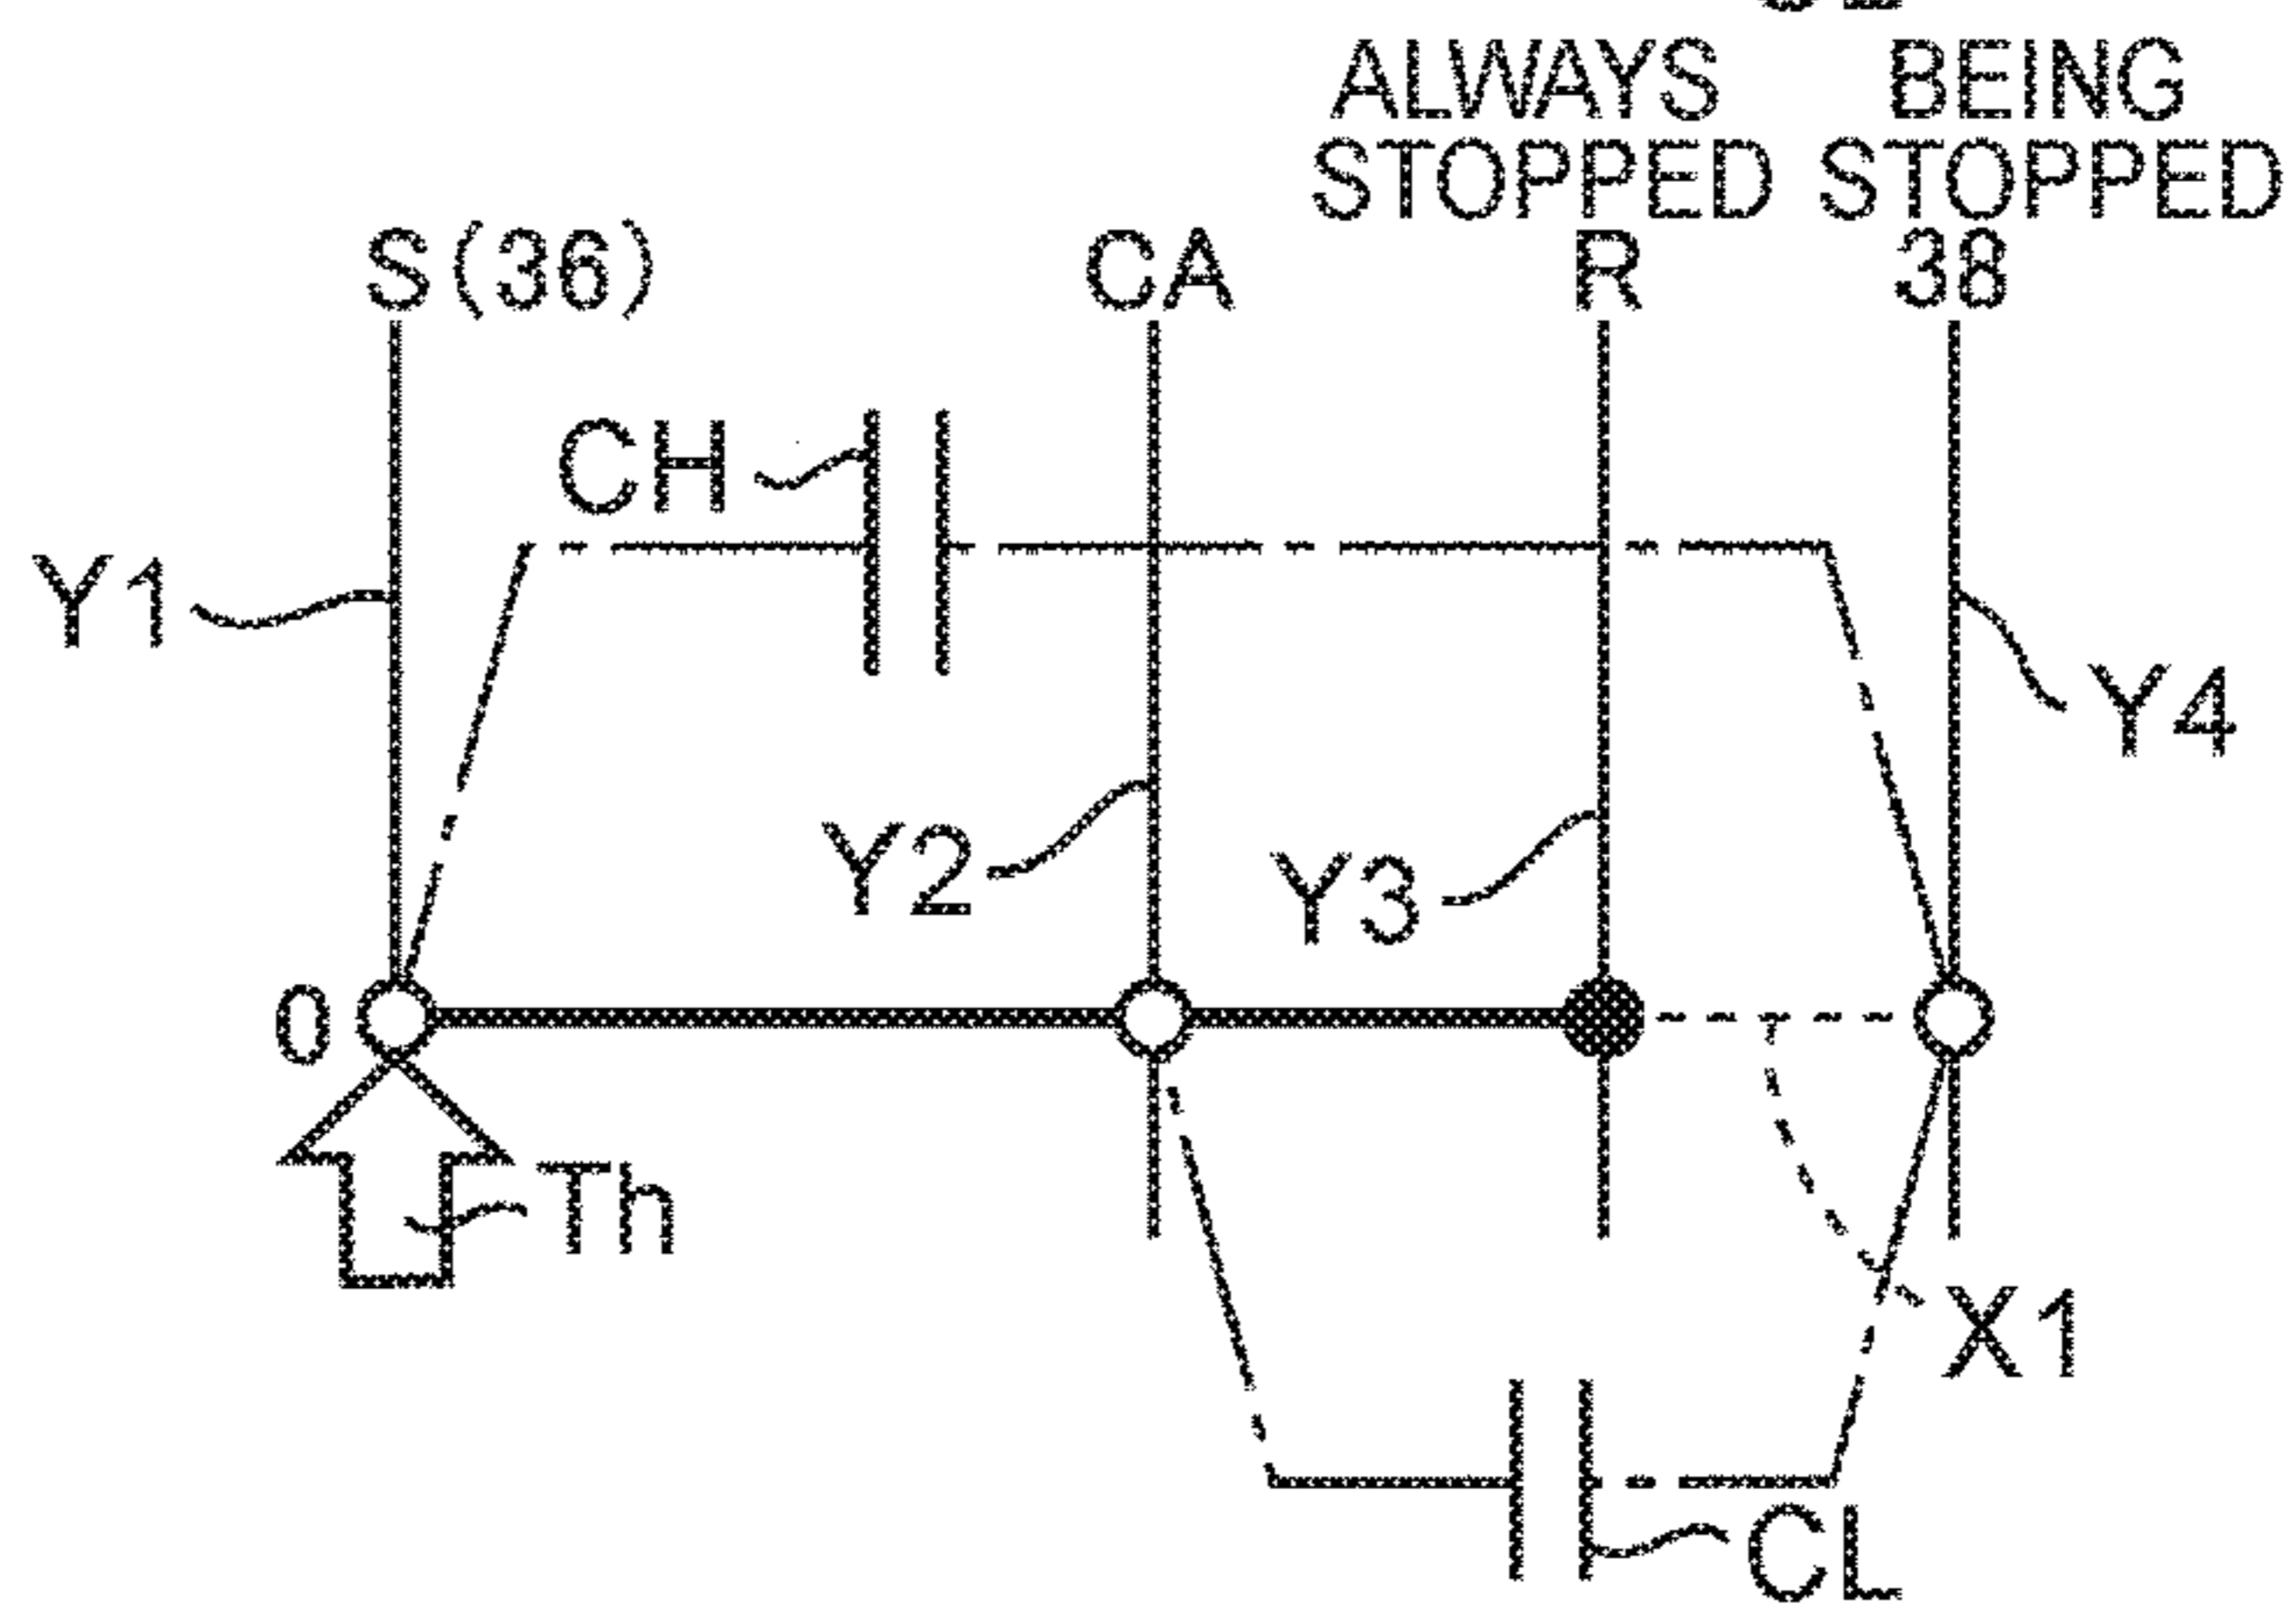 ALWAYS BEING
STOPPED STOPPED
S(36) CA R 38
CH
Y1
Y4
Y2
Y3
0
Th
X1
CL